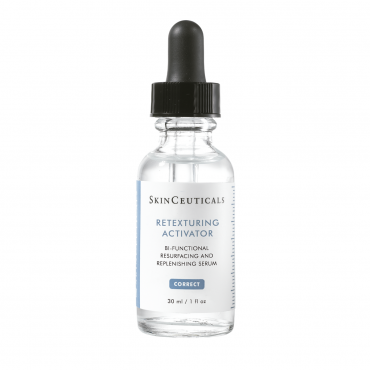 SKINCEUTICALS
RETEXTURING
ACTIVATOR
BI-FUNCTIONAL
RESURFACING AND
REPLENISHING SERUM
CORRECT
30 ml / 1 fl oz